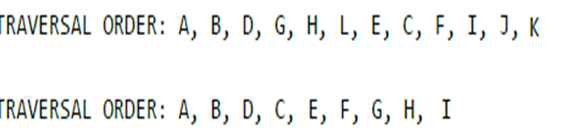 TRAVERSAL ORDER: A, B, D, G, H, L, E, C, F, I, J, K
TRAVERSAL ORDER: A, B, D, C, E, F, G, H, I